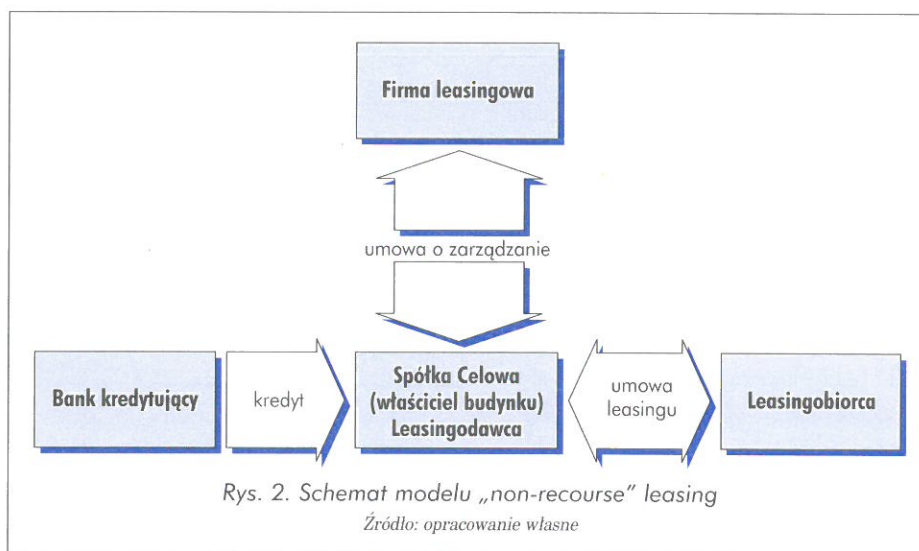 Firma leasingowa
umowa o zarządzanie
Bank kredytujący
kredyt
Spółka Celowa
(właściciel budynku)
Leasingodawca
umowa
leasingu
Leasingobiorca
Rys. 2. Schemat modelu „non-recourse” leasing
Źródło: opracowanie własne